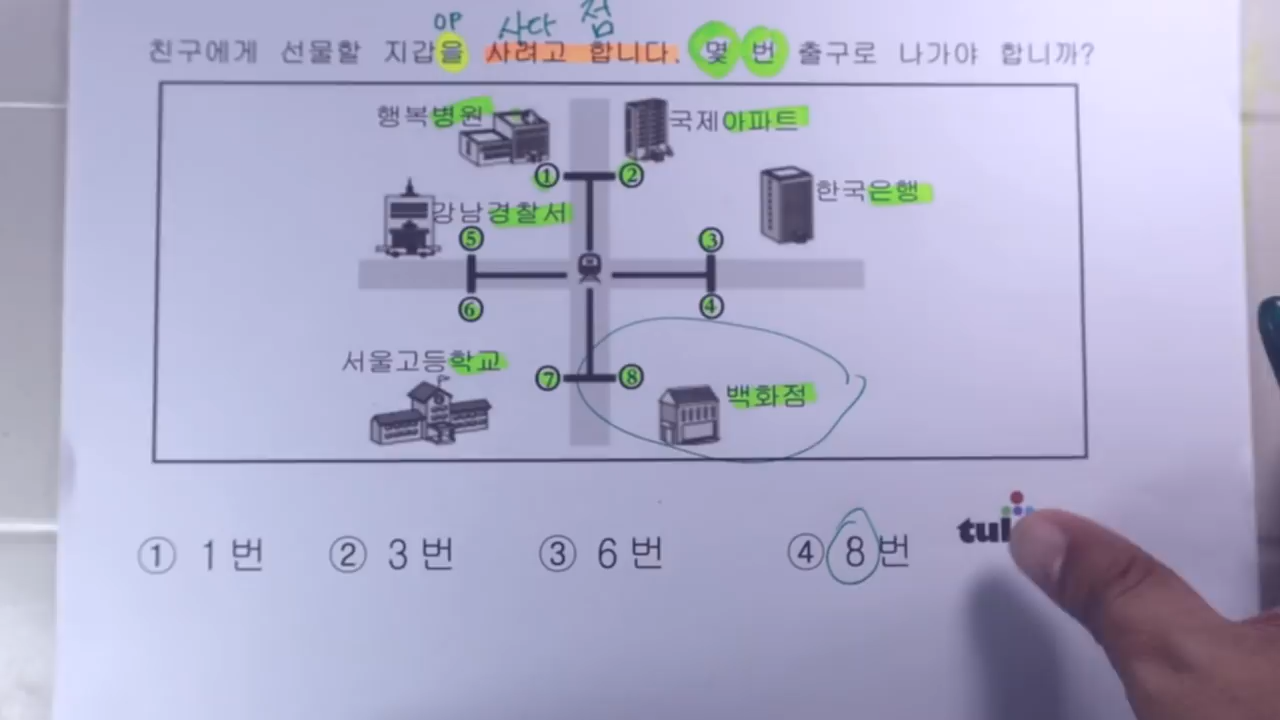 OP 사다 점
친구에게 선물할 지갑을 사려고 합니다. 몇 번 출구로 나가야 합니까?
행복병원
국제아파트
① ②
한국은행
강남경찰서
⑤ ③
⑥ ④
서울고등학교
⑦ ⑧
백화점
① 1번 ② 3번 ③ 6번 ④ 8번